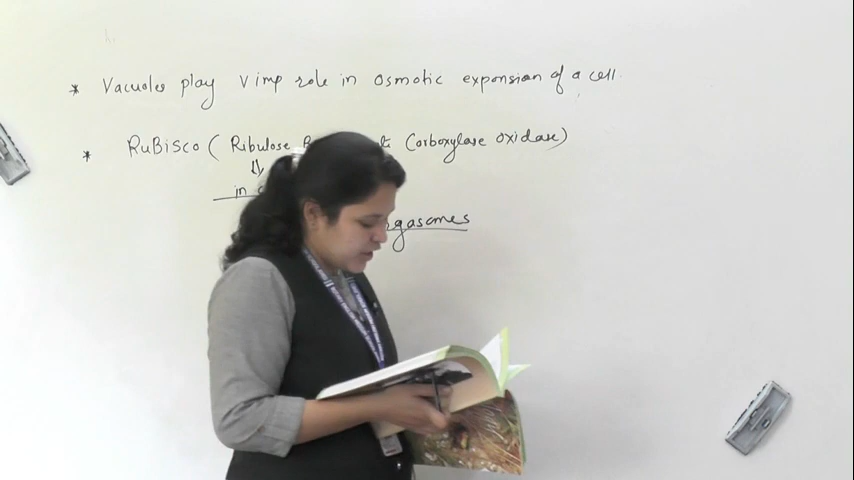 * Vacuoles play v imp role in osmotic expansion of a cell.
* RuBisCo ( Ribulose Carboxylase oxidase)
in
gasomes